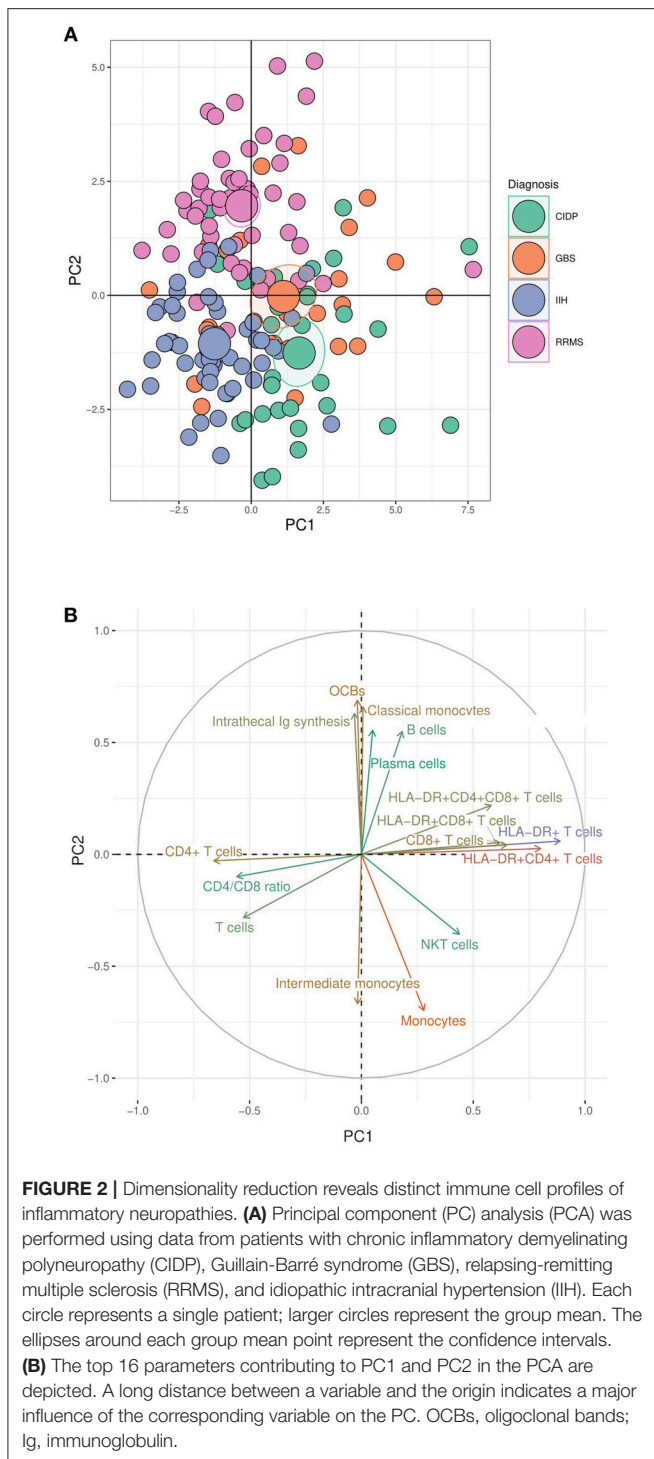 A
5.0
2.5
0.0
−2.5
PC2
−2.5
0.0
2.5
5.0
7.5
PC1
Diagnosis
CIDP
GBS
IIH
RRMS
B
1.0
0.5
0.0
−0.5
−1.0
PC2
OCBs
Classical monocytes
Intrathecal Ig synthesis
B cells
Plasma cells
HLA−DR+CD4+CD8+ T cells
HLA−DR+CD8+ T cells
CD8+ T cells
HLA−DR+ T cells
HLA−DR+CD4+ T cells
CD4+ T cells
CD4/CD8 ratio
T cells
NKT cells
Intermediate monocytes
Monocytes
−1.0
−0.5
0.0
0.5
1.0
PC1
FIGURE 2 | Dimensionality reduction reveals distinct immune cell profiles of
inflammatory neuropathies. (A) Principal component (PC) analysis (PCA) was
performed using data from patients with chronic inflammatory demyelinating
polyneuropathy (CIDP), Guillain-Barré syndrome (GBS), relapsing-remitting
multiple sclerosis (RRMS), and idiopathic intracranial hypertension (IIH). Each
circle represents a single patient; larger circles represent the group mean. The
ellipses around each group mean point represent the confidence intervals.
(B) The top 16 parameters contributing to PC1 and PC2 in the PCA are
depicted. A long distance between a variable and the origin indicates a major
influence of the corresponding variable on the PC. OCBs, oligoclonal bands;
Ig, immunoglobulin.